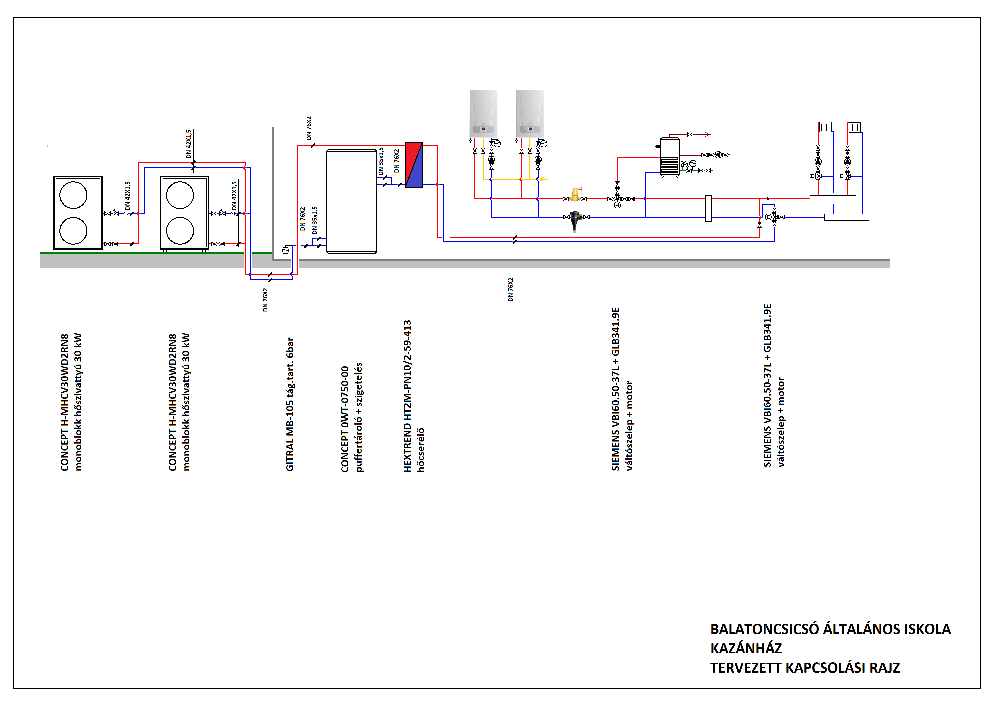 DN 76X2
DN 42X1,5
DN 35x1,5
DN 76X2
DN 42X1,5
DN 42X1,5
DN 76X2
DN 35x1,5
DN 76X2
DN 76X2
M
M
M
M
CONCEPT H-MHCV30WD2RN8
monoblokk hőszivattyú 30 kW
CONCEPT H-MHCV30WD2RN8
monoblokk hőszivattyú 30 kW
GITRAL MB-105 tág.tart. 6bar
CONCEPT 0WT-0750-00
puffertároló + szigetelés
HEXTREND HT2M-PN10/2-59-413
hőcserélő
SIEMENS VBI60.50-37L + GLB341.9E
váltószelep + motor
SIEMENS VBI60.50-37L + GLB341.9E
váltószelep + motor
BALATONCSICSÓ ÁLTALÁNOS ISKOLA
KAZÁNHÁZ
TERVEZETT KAPCSOLÁSI RAJZ